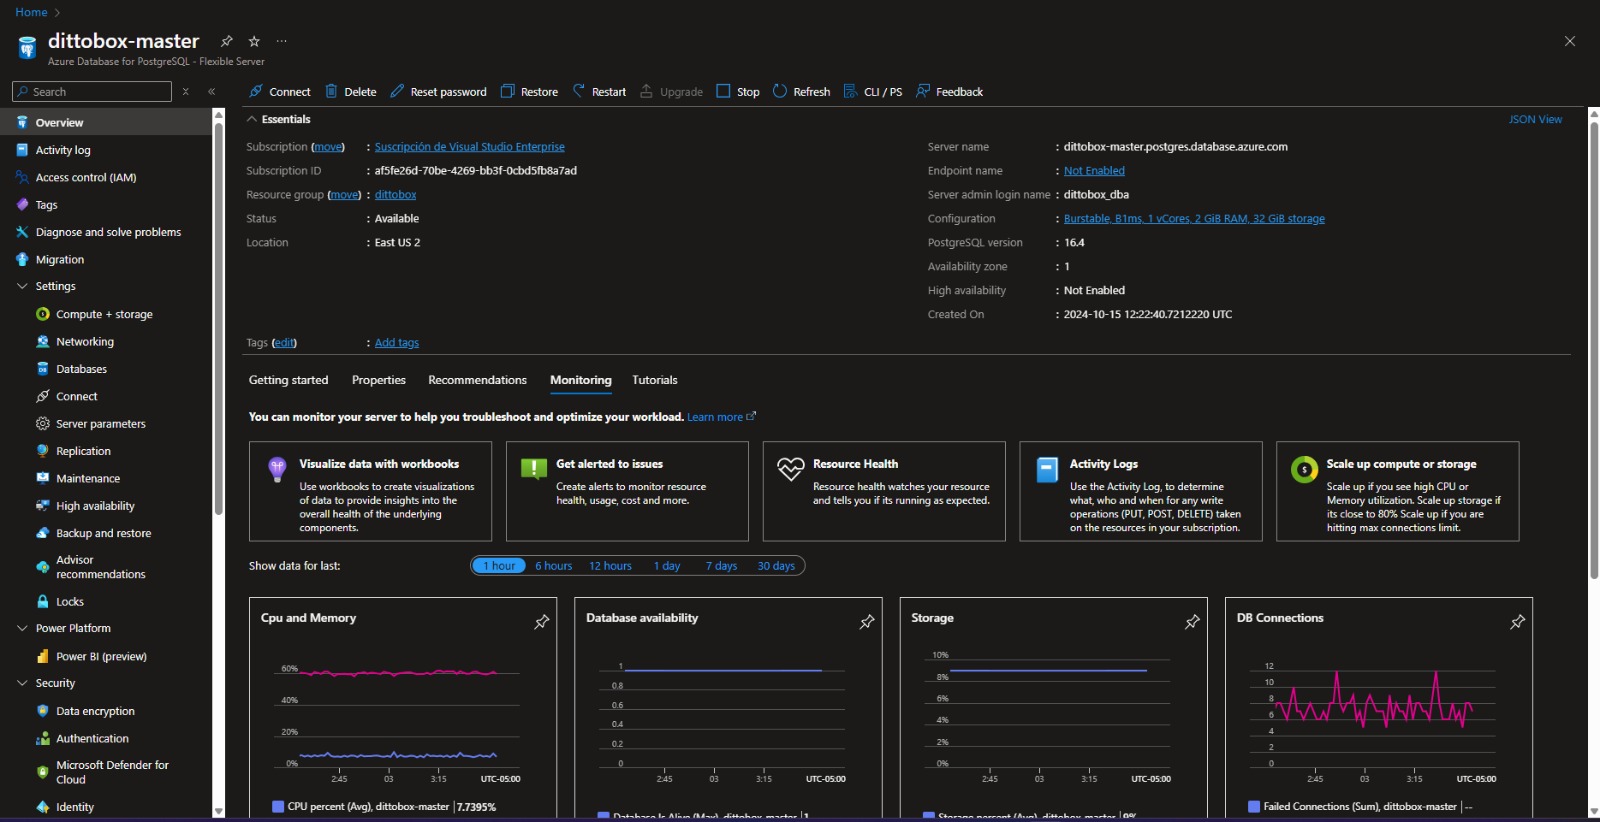 Home
dittobox-master
Azure Database for PostgreSQL - Flexible Server
Search
Connect Delete Reset password Restore Restart Upgrade Stop Refresh CLI / PS Feedback
Overview
Activity log
Access control (IAM)
Tags
Diagnose and solve problems
Migration
Settings
Compute + storage
Networking
Databases
Connect
Server parameters
Replication
Maintenance
High availability
Backup and restore
Advisor
recommendations
Locks
Power Platform
Power BI (preview)
Security
Data encryption
Authentication
Microsoft Defender for
Cloud
Identity
Essentials
JSON View
Subscription (move) : Suscripción de Visual Studio Enterprise
Subscription ID : af5fe26d-70be-4269-bb3f-0cbd5fb8a7ad
Resource group (move) : dittobox
Status : Available
Location : East US 2
Server name : dittobox-master.postgres.database.azure.com
Endpoint name : Not Enabled
Server admin login name : dittobox_dba
Configuration : Burstable, B1ms, 1 vCores, 2 GiB RAM, 32 GiB storage
PostgreSQL version : 16.4
Availability zone : 1
High availability : Not Enabled
Created On : 2024-10-15 12:22:40.7212220 UTC
Tags (edit) : Add tags
Getting started Properties Recommendations Monitoring Tutorials
You can monitor your server to help you troubleshoot and optimize your workload. Learn more
Visualize data with workbooks
Use workbooks to create visualizations
of data to provide insights into the
overall health of the underlying
components.
Get alerted to issues
Create alerts to monitor resource
health, usage, cost and more.
Resource Health
Resource health watches your resource
and tells you if its running as expected.
Activity Logs
Use the Activity Log, to determine
what, who and when for any write
operations (PUT, POST, DELETE) taken
on the resources in your subscription.
Scale up compute or storage
Scale up if you see high CPU or
Memory utilization. Scale up storage if
its close to 80% Scale up if you are
hitting max connections limit.
Show data for last: 1 hour 6 hours 12 hours 1 day 7 days 30 days
Cpu and Memory
60%
40%
20%
0%
2:45 03 3:15 UTC-05:00
CPU percent (Avg), dittobox-master | 7.7395%
Database availability
1
0.8
0.6
0.4
0.2
0
2:45 03 3:15 UTC-05:00
Database Is Alive (Max), dittobox-master | 1
Storage
10%
8%
6%
4%
2%
0%
2:45 03 3:15 UTC-05:00
Storage percent (Avg), dittobox-master | 9%
DB Connections
12
10
8
6
4
2
0
2:45 03 3:15 UTC-05:00
Failed Connections (Sum), dittobox-master | --